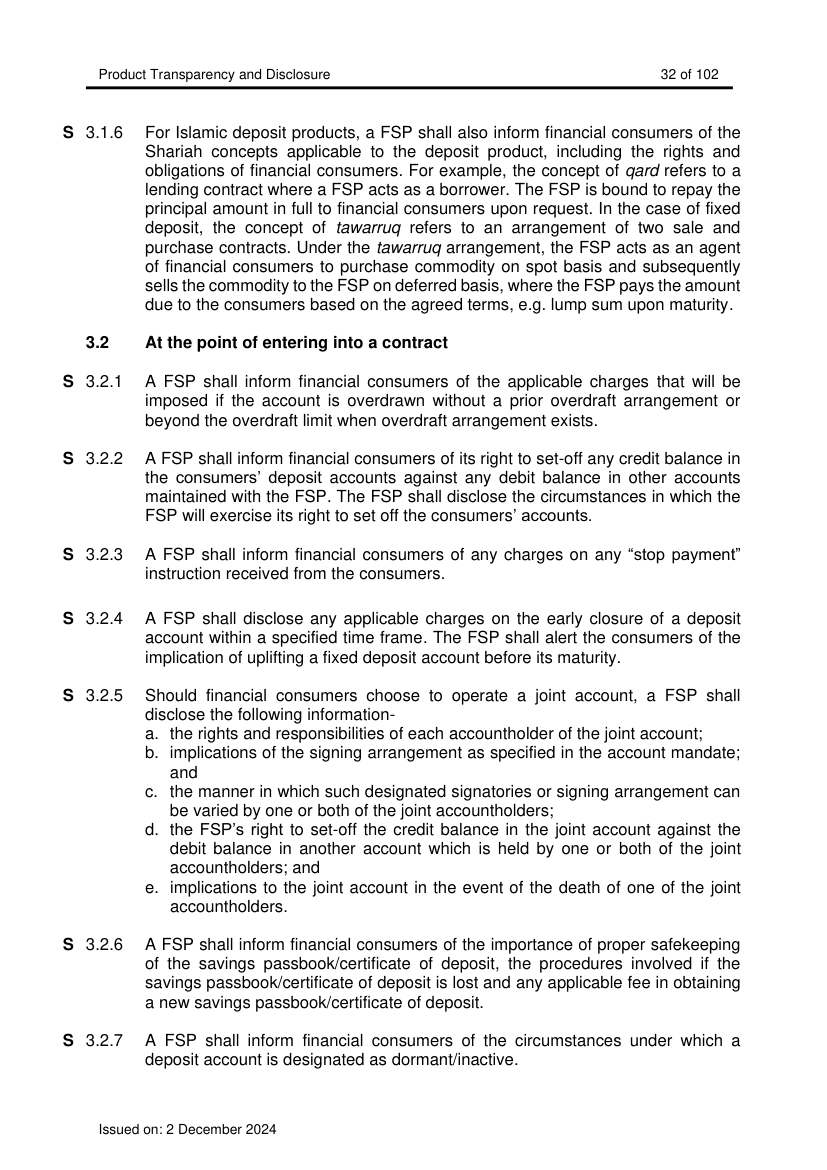 Product Transparency and Disclosure 32 of 102
S 3.1.6 For Islamic deposit products, a FSP shall also inform financial consumers of the
Shariah concepts applicable to the deposit product, including the rights and
obligations of financial consumers. For example, the concept of qard refers to a
lending contract where a FSP acts as a borrower. The FSP is bound to repay the
principal amount in full to financial consumers upon request. In the case of fixed
deposit, the concept of tawarruq refers to an arrangement of two sale and
purchase contracts. Under the tawarruq arrangement, the FSP acts as an agent
of financial consumers to purchase commodity on spot basis and subsequently
sells the commodity to the FSP on deferred basis, where the FSP pays the amount
due to the consumers based on the agreed terms, e.g. lump sum upon maturity.
3.2 At the point of entering into a contract
S 3.2.1 A FSP shall inform financial consumers of the applicable charges that will be
imposed if the account is overdrawn without a prior overdraft arrangement or
beyond the overdraft limit when overdraft arrangement exists.
S 3.2.2 A FSP shall inform financial consumers of its right to set-off any credit balance in
the consumers’ deposit accounts against any debit balance in other accounts
maintained with the FSP. The FSP shall disclose the circumstances in which the
FSP will exercise its right to set off the consumers’ accounts.
S 3.2.3 A FSP shall inform financial consumers of any charges on any “stop payment”
instruction received from the consumers.
S 3.2.4 A FSP shall disclose any applicable charges on the early closure of a deposit
account within a specified time frame. The FSP shall alert the consumers of the
implication of uplifting a fixed deposit account before its maturity.
S 3.2.5 Should financial consumers choose to operate a joint account, a FSP shall
disclose the following information-
a. the rights and responsibilities of each accountholder of the joint account;
b. implications of the signing arrangement as specified in the account mandate;
and
c. the manner in which such designated signatories or signing arrangement can
be varied by one or both of the joint accountholders;
d. the FSP’s right to set-off the credit balance in the joint account against the
debit balance in another account which is held by one or both of the joint
accountholders; and
e. implications to the joint account in the event of the death of one of the joint
accountholders.
S 3.2.6 A FSP shall inform financial consumers of the importance of proper safekeeping
of the savings passbook/certificate of deposit, the procedures involved if the
savings passbook/certificate of deposit is lost and any applicable fee in obtaining
a new savings passbook/certificate of deposit.
S 3.2.7 A FSP shall inform financial consumers of the circumstances under which a
deposit account is designated as dormant/inactive.
Issued on: 2 December 2024